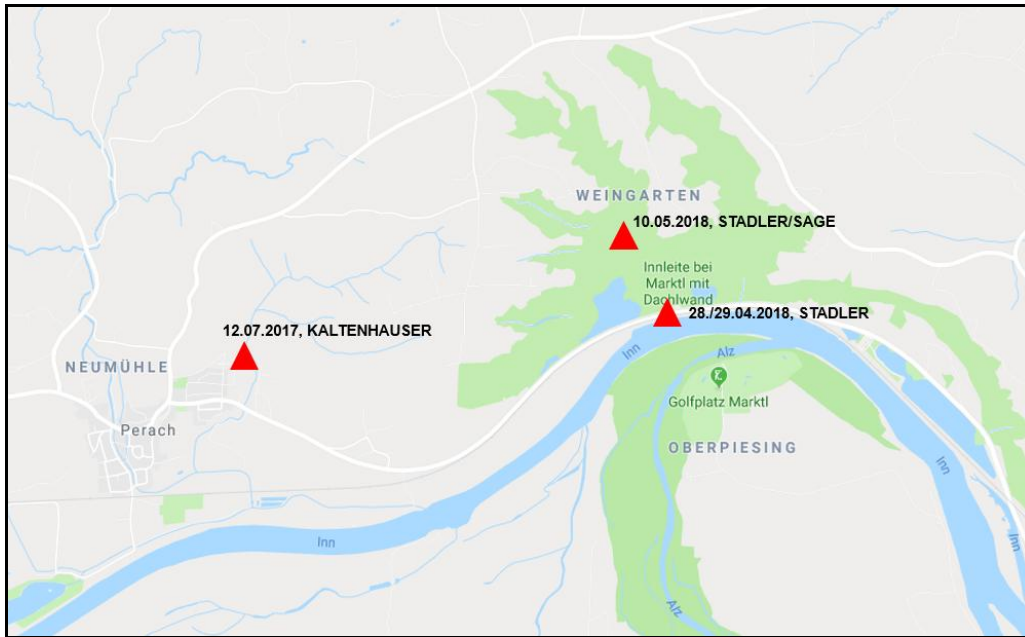 WEINGARTEN
10.05.2018, STADLER/SAGE
Innleite bei
Marktl mit
Dachlwand
28./29.04.2018, STADLER
12.07.2017, KALTENHAUSER
Inn
Alz
NEUMÜHLE
Golfplatz Marktl
Perach
OBERPIESING
Inn
Inn
Inn
Alz